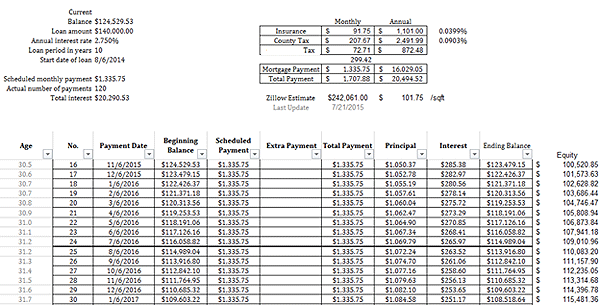 Current
Balance $124,529.53
Loan amount $140,000.00
Annual Interest rate 2.750%
Loan period in years 10
Start date of loan 8/6/2014
Scheduled monthly payment $1,335.75
Actual number of payments 120
Total interest $20,290.53
Monthly Annual
Insurance $ 91.75 $ 1,101.00 0.0399%
County Tax $ 207.67 $ 2,491.99 0.0903%
Tax $ 72.71 $ 872.48
299.42
Mortgage Payment $ 1,335.75 $ 16,029.05
Total Payment $ 1,707.88 $ 20,494.52
Zillow Estimate $242,061.00 $ 101.75 /sqft
Last Update 7/21/2015
Age No. Payment Date Beginning Balance Scheduled Payment Extra Payment Total Payment Principal Interest Ending Balance Equity
30.5 16 11/6/2015 $124,529.53 $1,335.75 $1,335.75 $1,050.37 $285.38 $123,479.15 $ 100,520.85
30.6 17 12/6/2015 $123,479.15 $1,335.75 $1,335.75 $1,052.78 $282.97 $122,426.37 $ 101,573.63
30.7 18 1/6/2016 $122,426.37 $1,335.75 $1,335.75 $1,055.19 $280.56 $121,371.18 $ 102,628.82
30.7 19 2/6/2016 $121,371.18 $1,335.75 $1,335.75 $1,057.61 $278.14 $120,313.56 $ 103,686.44
30.8 20 3/6/2016 $120,313.56 $1,335.75 $1,335.75 $1,060.04 $275.72 $119,253.53 $ 104,746.47
30.9 21 4/6/2016 $119,253.53 $1,335.75 $1,335.75 $1,062.47 $273.29 $118,191.06 $ 105,808.94
31.0 22 5/6/2016 $118,191.06 $1,335.75 $1,335.75 $1,064.90 $270.85 $117,126.16 $ 106,873.84
31.1 23 6/6/2016 $117,126.16 $1,335.75 $1,335.75 $1,067.34 $268.41 $116,058.82 $ 107,941.18
31.2 24 7/6/2016 $116,058.82 $1,335.75 $1,335.75 $1,069.79 $265.97 $114,989.04 $ 109,010.96
31.2 25 8/6/2016 $114,989.04 $1,335.75 $1,335.75 $1,072.24 $263.52 $113,916.80 $ 110,083.20
31.3 26 9/6/2016 $113,916.80 $1,335.75 $1,335.75 $1,074.70 $261.06 $112,842.10 $ 111,157.90
31.4 27 10/6/2016 $112,842.10 $1,335.75 $1,335.75 $1,077.16 $258.60 $111,764.95 $ 112,235.05
31.5 28 11/6/2016 $111,764.95 $1,335.75 $1,335.75 $1,079.63 $256.13 $110,685.32 $ 113,314.68
31.6 29 12/6/2016 $110,685.32 $1,335.75 $1,335.75 $1,082.10 $253.65 $109,603.22 $ 114,396.78
31.7 30 1/6/2017 $109,603.22 $1,335.75 $1,335.75 $1,084.58 $251.17 $108,518.64 $ 115,481.36